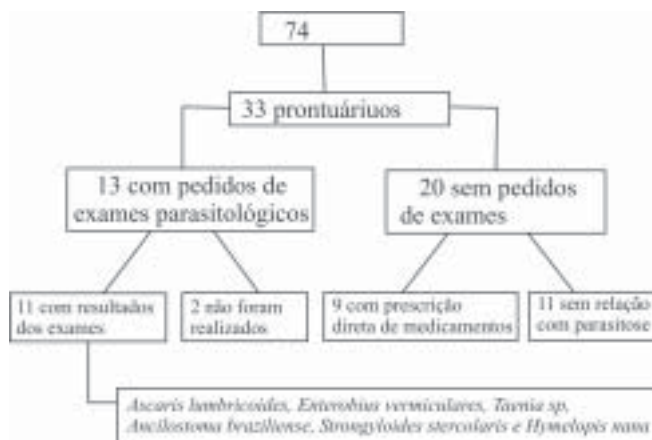 74
33 prontuáriuos
13 com pedidos de
exames parasitológicos
20 sem pedidos
de exames
11 com resultados
dos exames
2 não foram
realizados
9 com prescrição
direta de medicamentos
11 sem relação
com parasitose
Ascaris lumbricoides, Enterobius vermiculares, Taenia sp,
Ancilostoma braziliense, Strongyloides stercolaris e Hymelopis nana